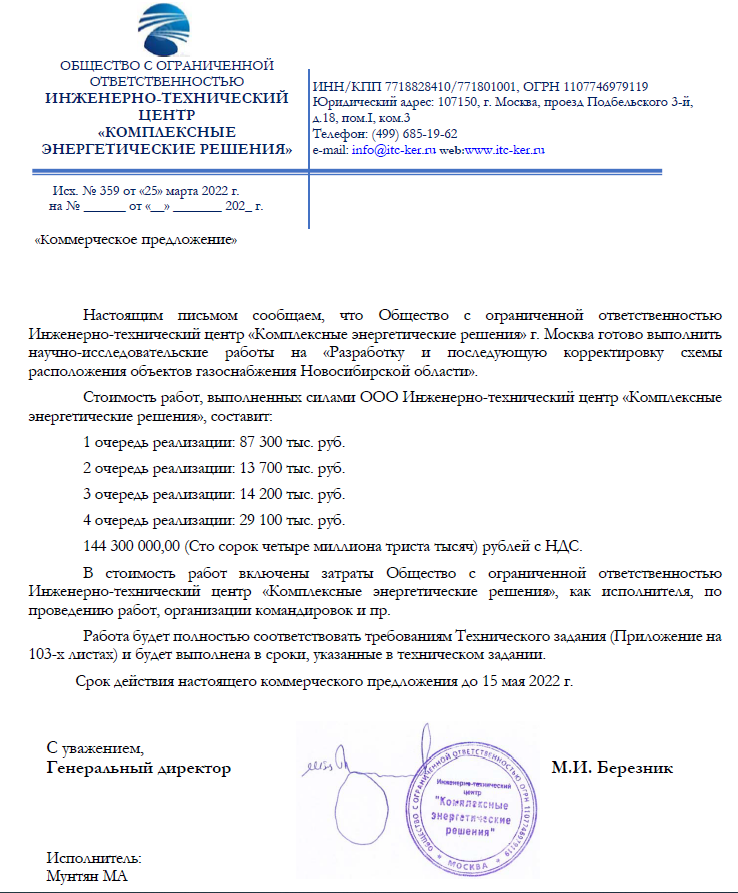 ОБЩЕСТВО С ОГРАНИЧЕННОЙ
ОТВЕТСТВЕННОСТЬЮ
ИНЖЕНЕРНО-ТЕХНИЧЕСКИЙ
ЦЕНТР
«КОМПЛЕКСНЫЕ
ЭНЕРГЕТИЧЕСКИЕ РЕШЕНИЯ»
ИНН/КПП 7718828410/771801001, ОГРН 1107746979119
Юридический адрес: 107150, г. Москва, проезд Подбельского 3-й,
д.18, пом.I, ком.3
Телефон: (499) 685-19-62
e-mail: info@itc-ker.ru web:www.itc-ker.ru
Исх. № 359 от «25» марта 2022 г.
на № ______ от «__» _______ 202_ г.
«Коммерческое предложение»
Настоящим письмом сообщаем, что Общество с ограниченной ответственностью
Инженерно-технический центр «Комплексные энергетические решения» г. Москва готово выполнить
научно-исследовательские работы на «Разработку и последующую корректировку схемы
расположения объектов газоснабжения Новосибирской области».
Стоимость работ, выполненных силами ООО Инженерно-технический центр «Комплексные
энергетические решения», составит:
1 очередь реализации: 87 300 тыс. руб.
2 очередь реализации: 13 700 тыс. руб.
3 очередь реализации: 14 200 тыс. руб.
4 очередь реализации: 29 100 тыс. руб.
144 300 000,00 (Сто сорок четыре миллиона триста тысяч) рублей с НДС.
В стоимость работ включены затраты Общество с ограниченной ответственностью
Инженерно-технический центр «Комплексные энергетические решения», как исполнителя, по
проведению работ, организации командировок и пр.
Работа будет полностью соответствовать требованиям Технического задания (Приложение на
103-х листах) и будет выполнена в сроки, указанные в техническом задании.
Срок действия настоящего коммерческого предложения до 15 мая 2022 г.
С уважением,
Генеральный директор
М.И. Березник
ОБЩЕСТВО С ОГРАНИЧЕННОЙ ОТВЕТСТВЕННОСТЬЮ ОГРН 1107746979119
* МОСКВА *
Инженерно-технический
центр
"Комплексные
энергетические
решения"
Исполнитель:
Мунтян МА